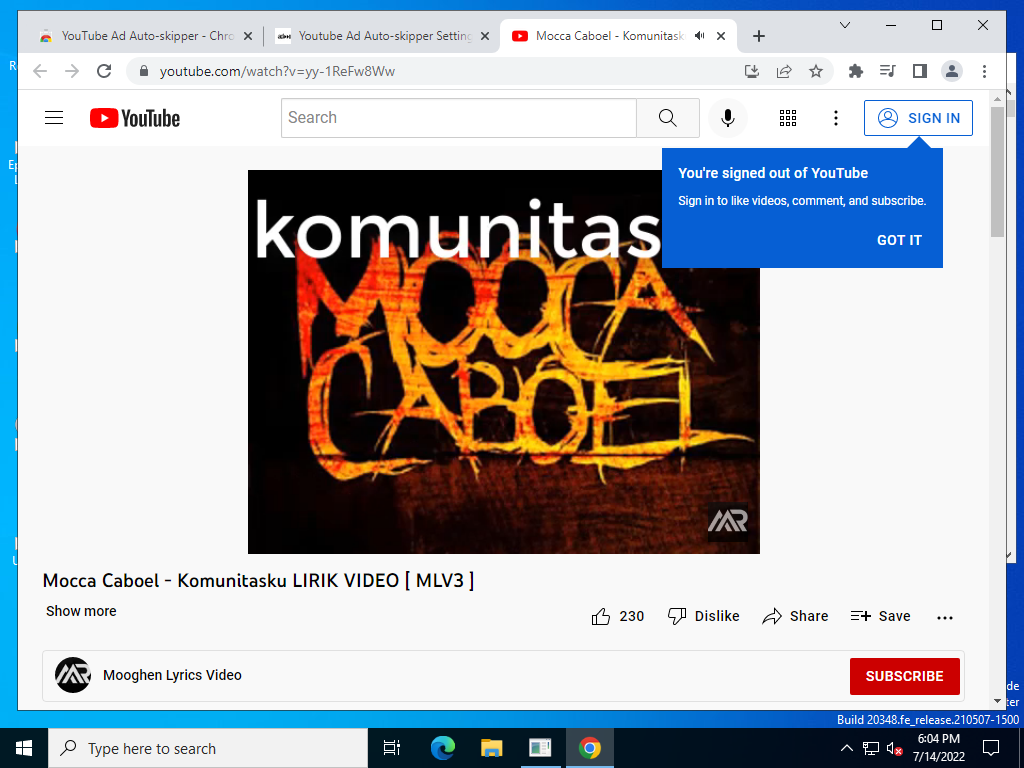 YouTube Ad Auto-skipper - Chro
Youtube Ad Auto-skipper Setting
Mocca Caboel - Komunitask
youtube.com/watch?v=yy-1ReFw8Ww
YouTube
Search
SIGN IN
You're signed out of YouTube
Sign in to like videos, comment, and subscribe.
GOT IT
komunitas
MOCCA
CABOEL
MR
Mocca Caboel - Komunitasku LIRIK VIDEO [ MLV3 ]
Show more
230
Dislike
Share
Save
MR
Mooghen Lyrics Video
SUBSCRIBE
Build 20348.fe_release.210507-1500
Type here to search
6:04 PM
7/14/2022